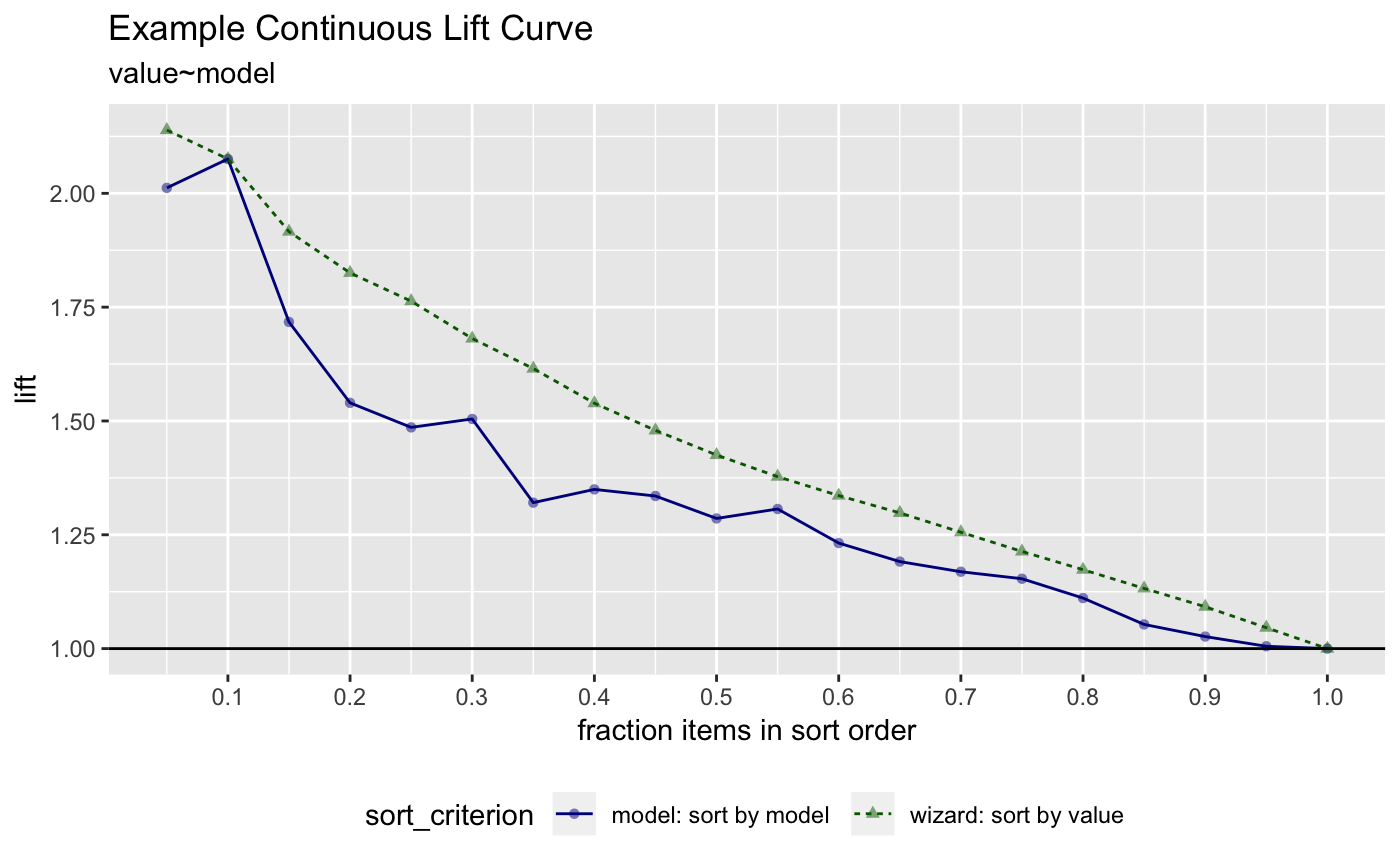 Example Continuous Lift Curve
value~model
lift
2.00
1.75
1.50
1.25
1.00
0.1 0.2 0.3 0.4 0.5 0.6 0.7 0.8 0.9 1.0
fraction items in sort order
sort_criterion model: sort by model wizard: sort by value